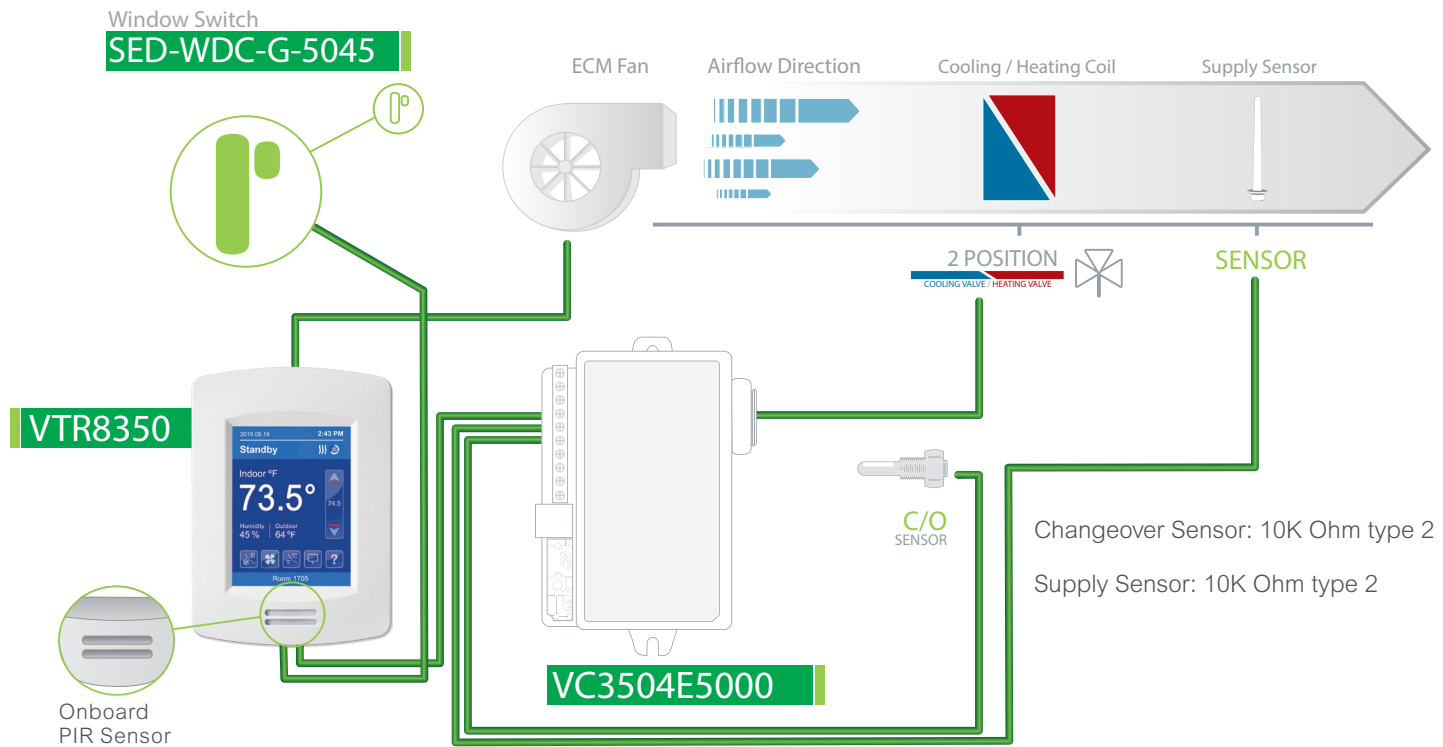 Window Switch
SED-WDC-G-5045
ECM Fan
Airflow Direction
Cooling / Heating Coil
Supply Sensor
2 POSITION
COOLING VALVE / HEATING VALVE
SENSOR
VTR8350
2019.08.19
2:43 PM
Standby
Indoor °F
73.5°
74.5
Humidity
45 %
Outdoor
64 °F
?
Room 1705
C/O
SENSOR
Changeover Sensor: 10K Ohm type 2
Supply Sensor: 10K Ohm type 2
VC3504E5000
Onboard
PIR Sensor